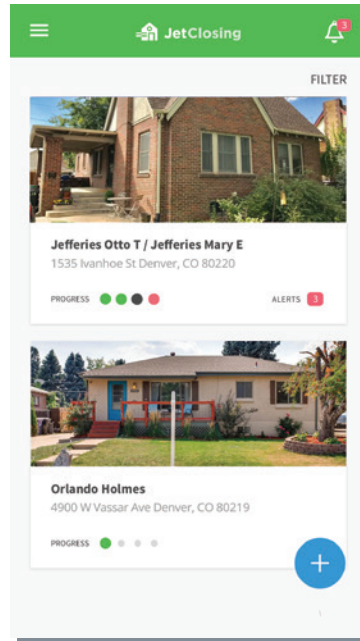 JetClosing
3
FILTER
Jefferies Otto T / Jefferies Mary E
1535 Ivanhoe St Denver, CO 80220
PROGRESS ALERTS 3
Orlando Holmes
4900 W Vassar Ave Denver, CO 80219
PROGRESS
+